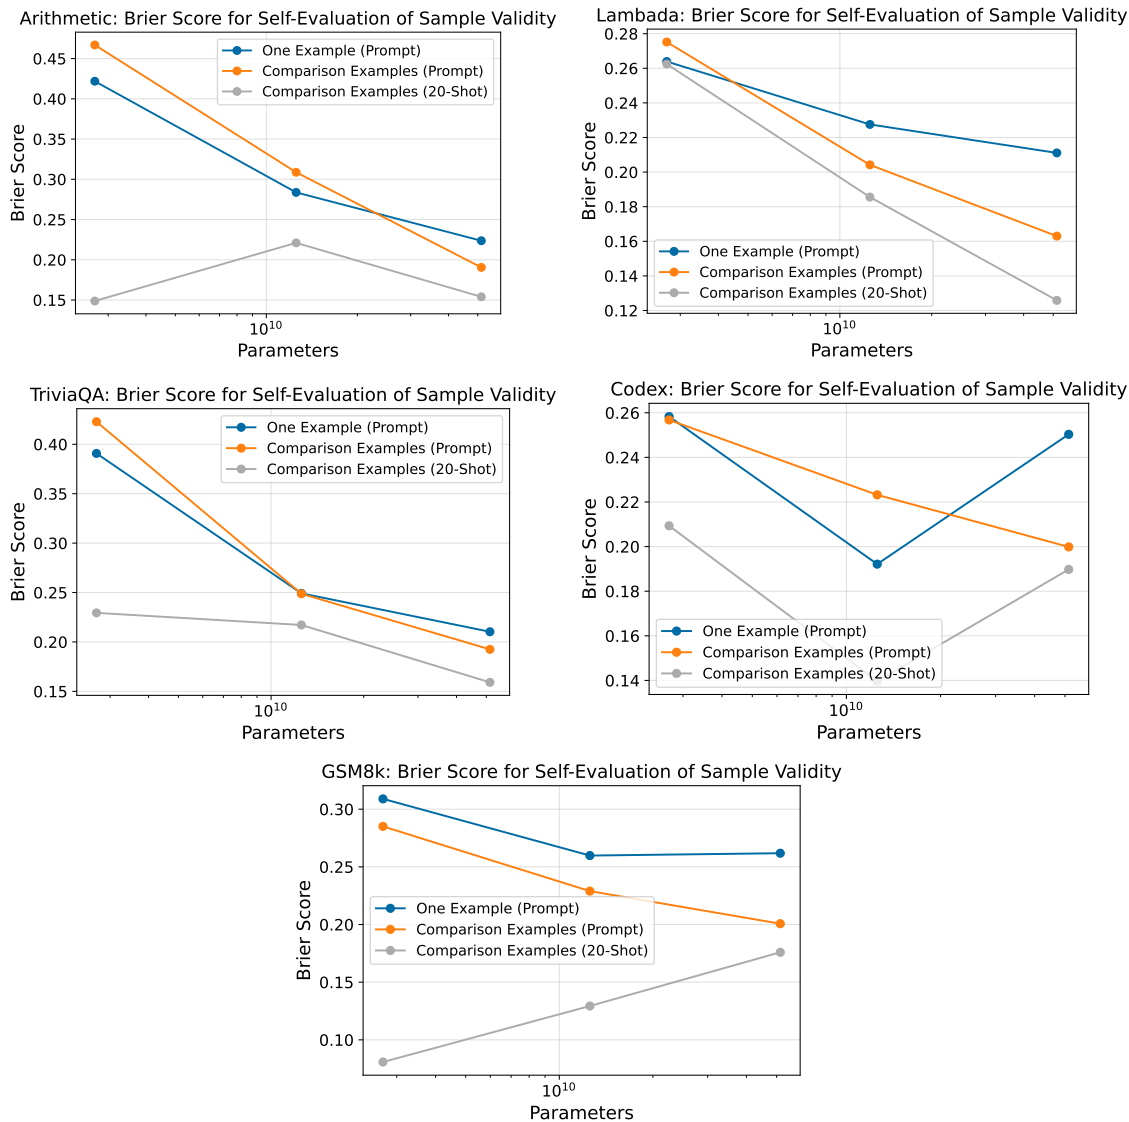 Arithmetic: Brier Score for Self-Evaluation of Sample Validity
Brier Score
0.45
0.40
0.35
0.30
0.25
0.20
0.15
One Example (Prompt)
Comparison Examples (Prompt)
Comparison Examples (20-Shot)
10^10
Parameters
Lambada: Brier Score for Self-Evaluation of Sample Validity
Brier Score
0.28
0.26
0.24
0.22
0.20
0.18
0.16
0.14
0.12
One Example (Prompt)
Comparison Examples (Prompt)
Comparison Examples (20-Shot)
10^10
Parameters
TriviaQA: Brier Score for Self-Evaluation of Sample Validity
Brier Score
0.40
0.35
0.30
0.25
0.20
0.15
One Example (Prompt)
Comparison Examples (Prompt)
Comparison Examples (20-Shot)
10^10
Parameters
Codex: Brier Score for Self-Evaluation of Sample Validity
Brier Score
0.26
0.24
0.22
0.20
0.18
0.16
0.14
One Example (Prompt)
Comparison Examples (Prompt)
Comparison Examples (20-Shot)
10^10
Parameters
GSM8k: Brier Score for Self-Evaluation of Sample Validity
Brier Score
0.30
0.25
0.20
0.15
0.10
One Example (Prompt)
Comparison Examples (Prompt)
Comparison Examples (20-Shot)
10^10
Parameters